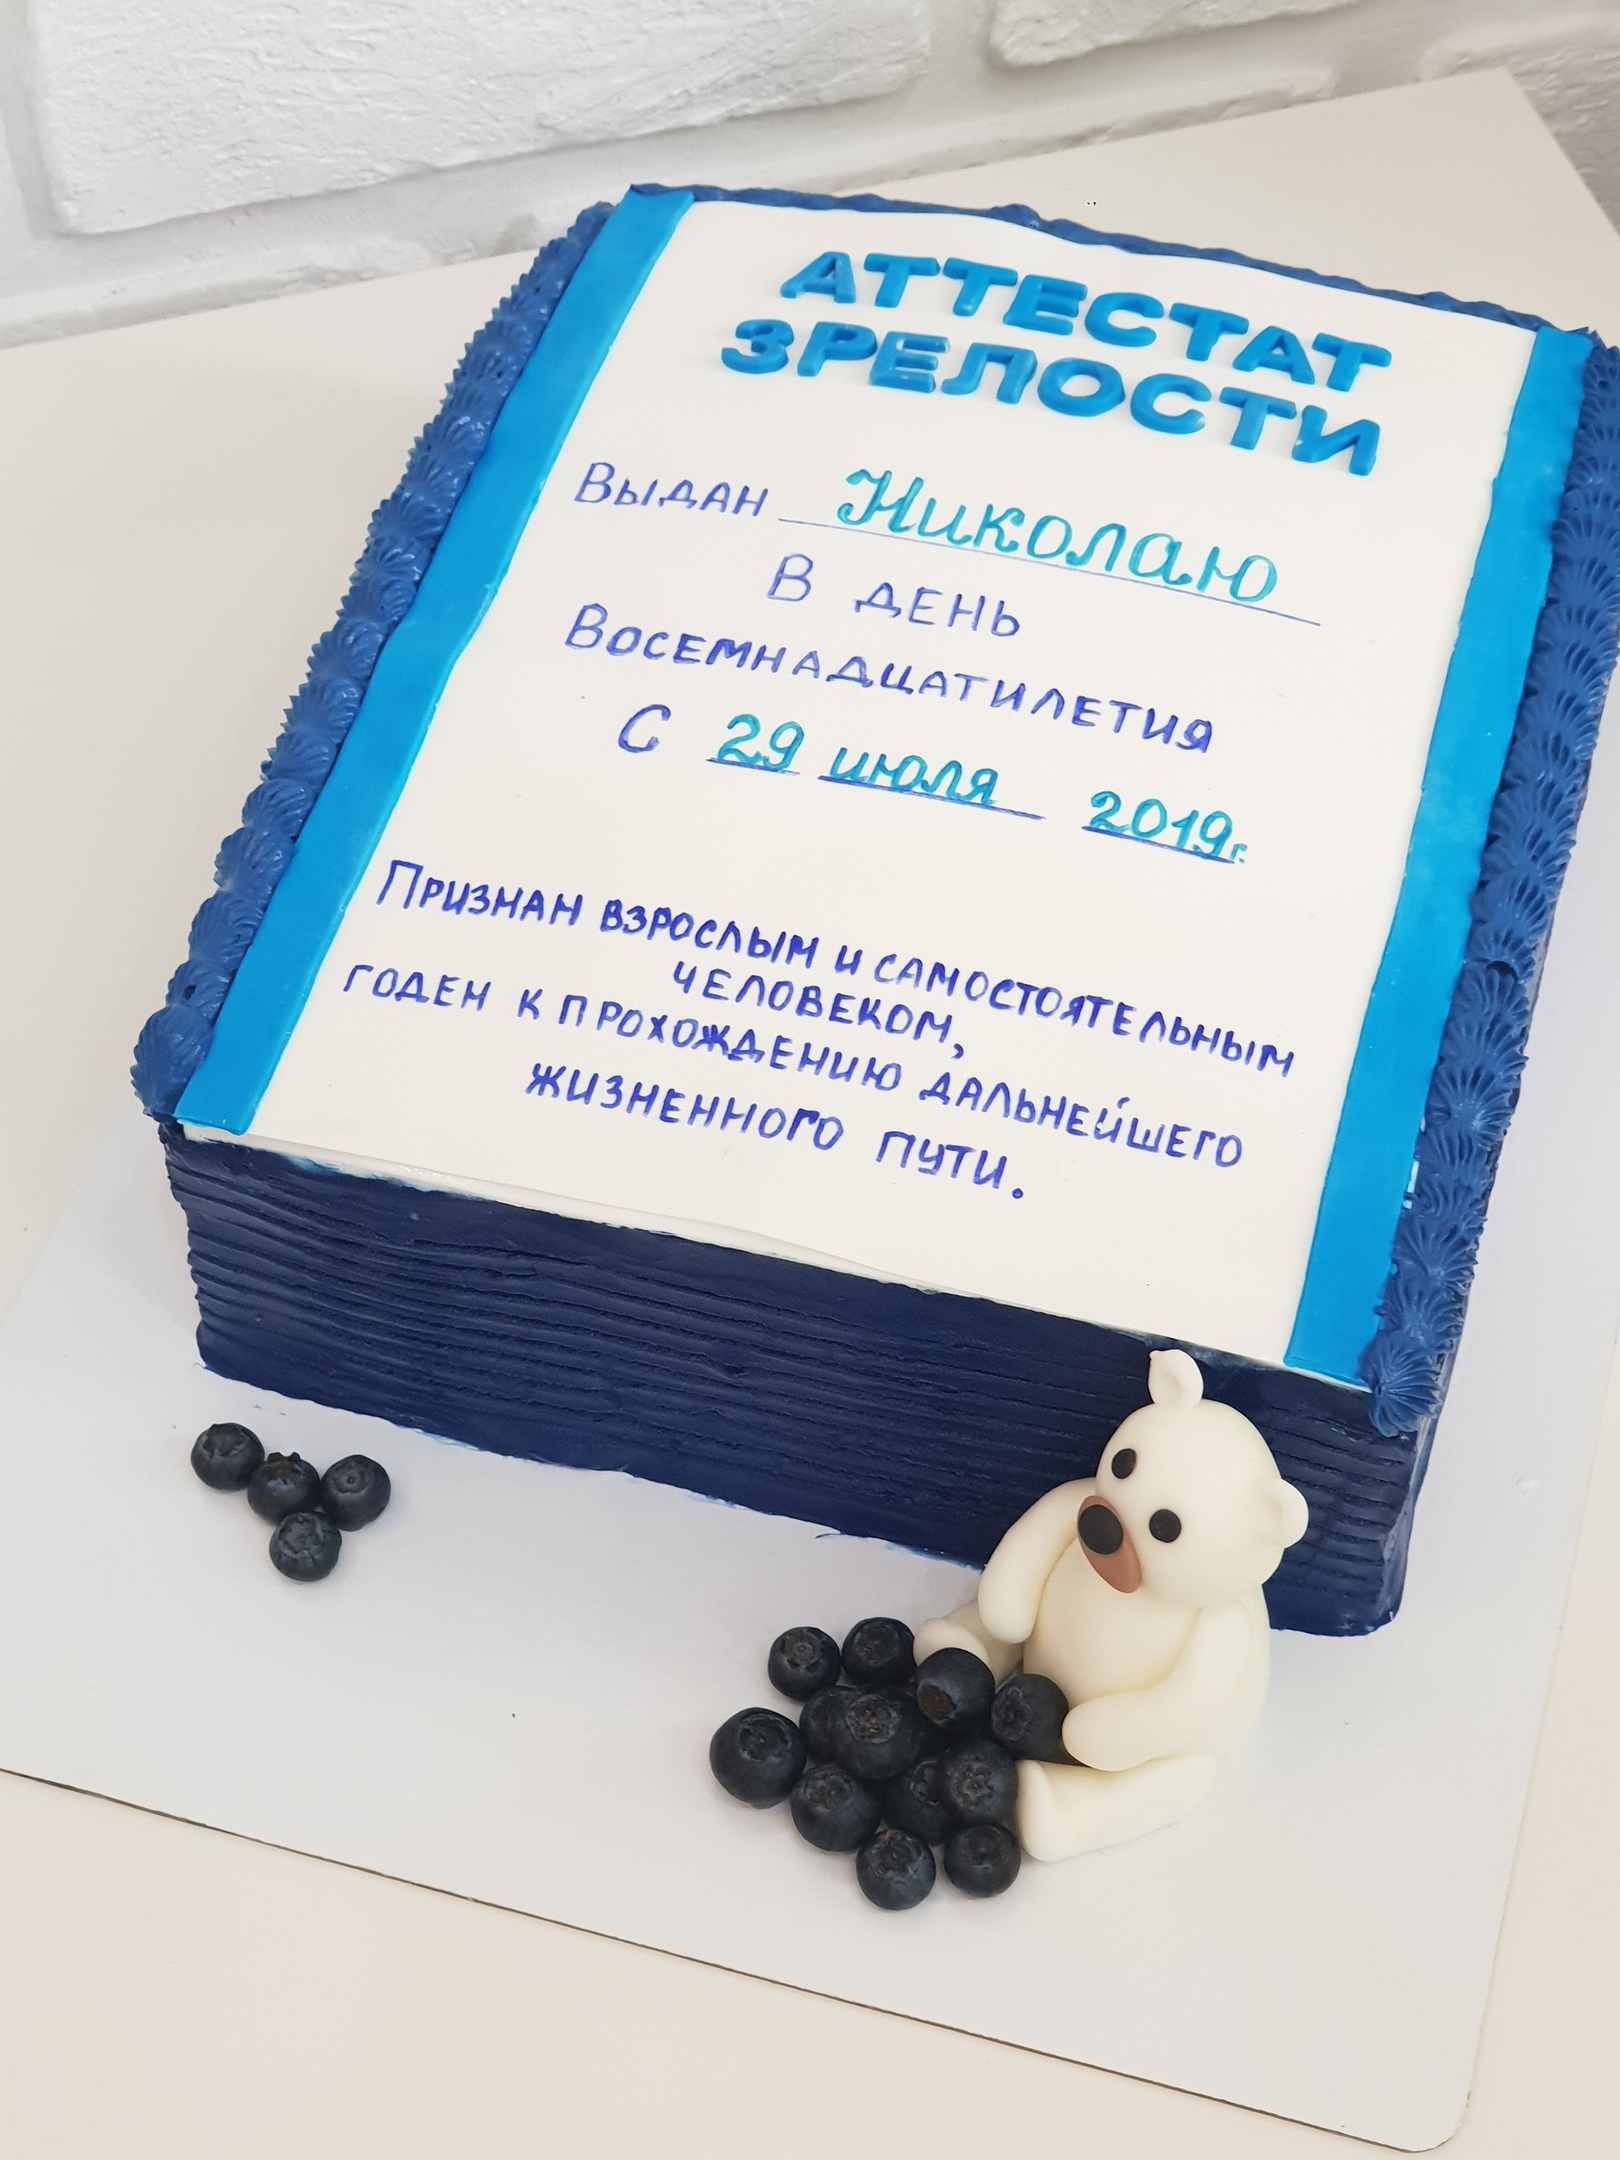 АТТЕСТАТ
ЗРЕЛОСТИ
Выдан Николаю
В день
Восемнадцатилетия
С 29 июля 2019г.
Признан взрослым и самостоятельным
человеком,
годен к прохождению дальнейшего
жизненного пути.